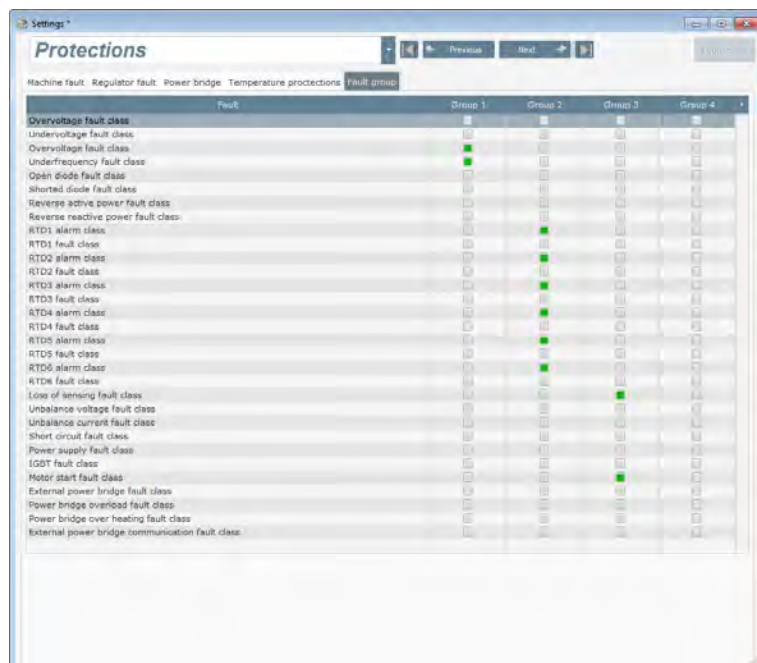 Settings *
Protections
Previous
Next
Machine fault Regulator fault Power bridge Temperature proctections Fault group
Fault Group 1 Group 2 Group 3 Group 4
Overvoltage fault class
Undervoltage fault class
Overvoltage fault class
Underfrequency fault class
Open diode fault class
Shorted diode fault class
Reverse active power fault class
Reverse reactive power fault class
RTD1 alarm class
RTD1 fault class
RTD2 alarm class
RTD2 fault class
RTD3 alarm class
RTD3 fault class
RTD4 alarm class
RTD4 fault class
RTD5 alarm class
RTD5 fault class
RTD6 alarm class
RTD6 fault class
Loss of sensing fault class
Unbalance voltage fault class
Unbalance current fault class
Short circuit fault class
Power supply fault class
IGBT fault class
Motor start fault class
External power bridge fault class
Power bridge overload fault class
Power bridge over heating fault class
External power bridge communication fault class